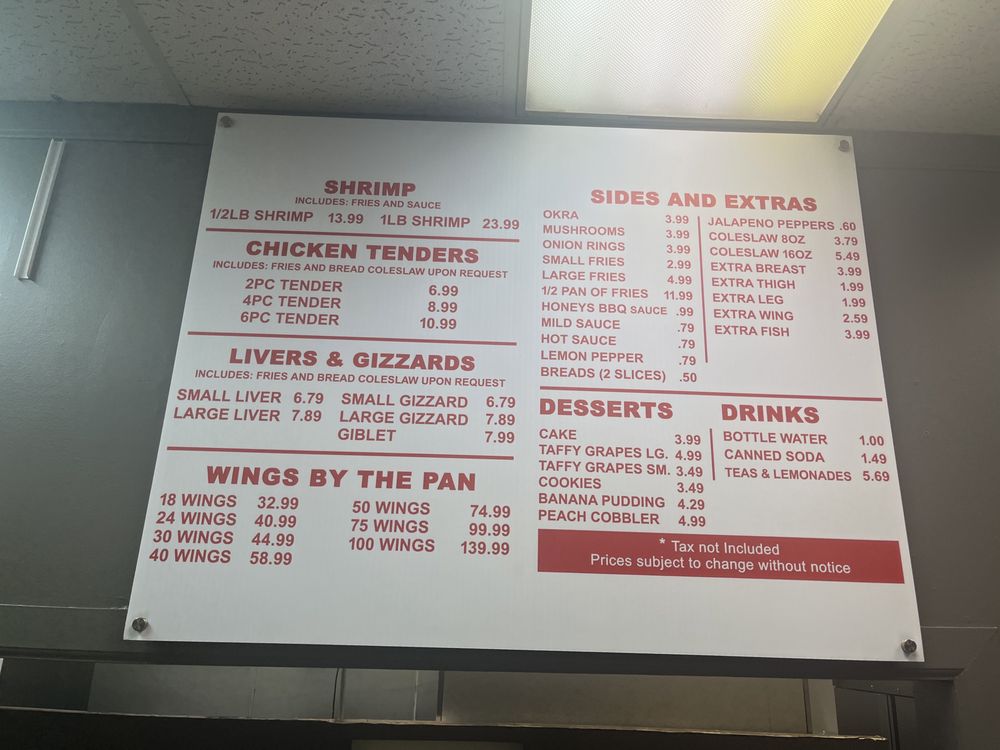 SHRIMP
INCLUDES: FRIES AND SAUCE
1/2LB SHRIMP 13.99 1LB SHRIMP 23.99
CHICKEN TENDERS
INCLUDES: FRIES AND BREAD COLESLAW UPON REQUEST
2PC TENDER 6.99
4PC TENDER 8.99
6PC TENDER 10.99
LIVERS & GIZZARDS
INCLUDES: FRIES AND BREAD COLESLAW UPON REQUEST
SMALL LIVER 6.79 SMALL GIZZARD 6.79
LARGE LIVER 7.89 LARGE GIZZARD 7.89
GIBLET 7.99
WINGS BY THE PAN
18 WINGS 32.99
24 WINGS 40.99
30 WINGS 44.99
40 WINGS 58.99
50 WINGS 74.99
75 WINGS 99.99
100 WINGS 139.99
SIDES AND EXTRAS
OKRA 3.99
MUSHROOMS 3.99
ONION RINGS 3.99
SMALL FRIES 2.99
LARGE FRIES 4.99
1/2 PAN OF FRIES 11.99
HONEYS BBQ SAUCE .99
MILD SAUCE .79
HOT SAUCE .79
LEMON PEPPER .79
BREADS (2 SLICES) .50
JALAPENO PEPPERS .60
COLESLAW 8OZ 3.79
COLESLAW 16OZ 5.49
EXTRA BREAST 3.99
EXTRA THIGH 1.99
EXTRA LEG 1.99
EXTRA WING 2.59
EXTRA FISH 3.99
DESSERTS
CAKE 3.99
TAFFY GRAPES LG. 4.99
TAFFY GRAPES SM. 3.49
COOKIES 3.49
BANANA PUDDING 4.29
PEACH COBBLER 4.99
DRINKS
BOTTLE WATER 1.00
CANNED SODA 1.49
TEAS & LEMONADES 5.69
* Tax not Included
Prices subject to change without notice